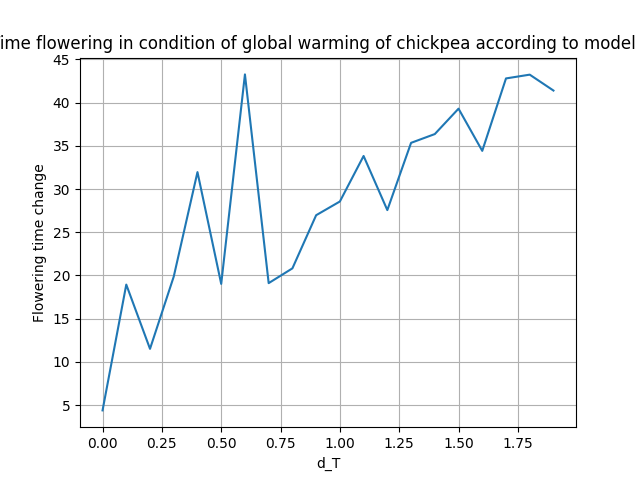 ime flowering in condition of global warming of chickpea according to model
45
40
35
30
25
20
15
10
5
Flowering time change
0.00 0.25 0.50 0.75 1.00 1.25 1.50 1.75
d_T